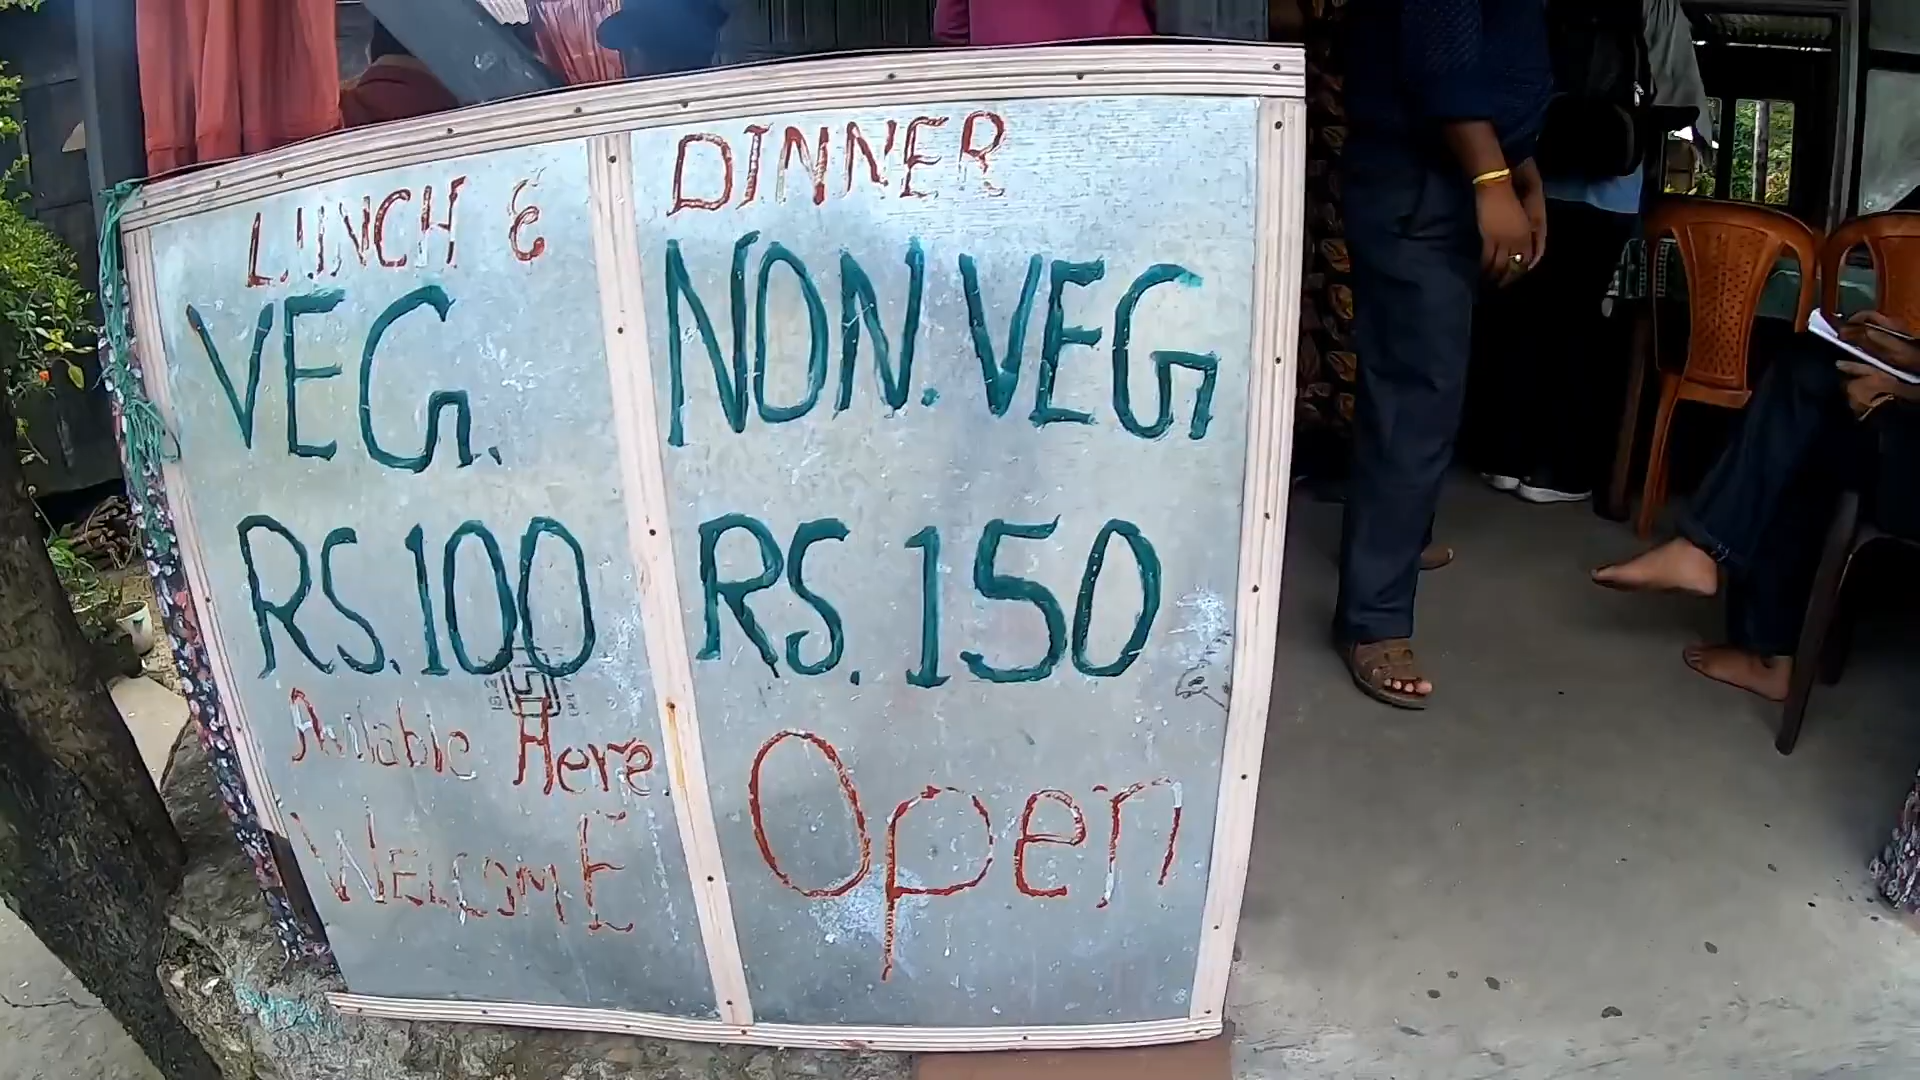 LUNCH & DINNER
VEG.
RS.100
Available Here
WELCOME
NON.VEG
RS.150
Open